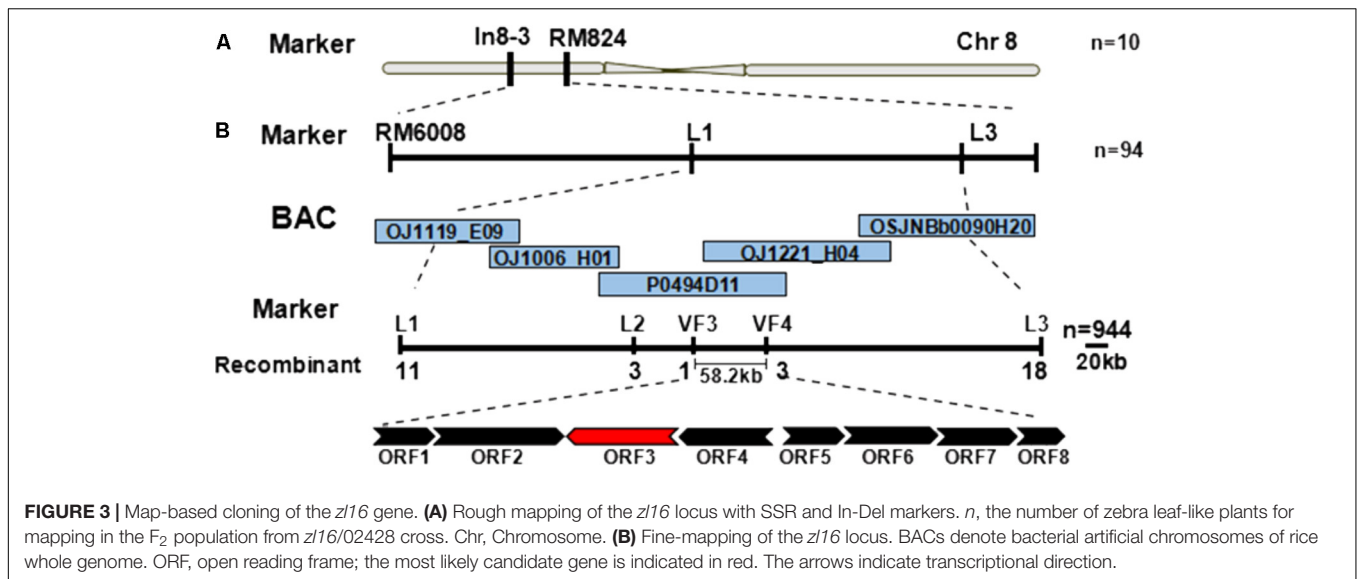 A Marker In8-3 RM824 Chr 8 n=10
B Marker RM6008 L1 L3 n=94
BAC OJ1119_E09 OSJNBb0090H20
OJ1006_H01 OJ1221_H04
P0494D11
Marker
L1 L2 VF3 VF4 L3 n=944
Recombinant 11 3 1 58.2kb 3 18 20kb
ORF1 ORF2 ORF3 ORF4 ORF5 ORF6 ORF7 ORF8
FIGURE 3 | Map-based cloning of the zl16 gene. (A) Rough mapping of the zl16 locus with SSR and In-Del markers. n, the number of zebra leaf-like plants for
mapping in the F2 population from zl16/02428 cross. Chr, Chromosome. (B) Fine-mapping of the zl16 locus. BACs denote bacterial artificial chromosomes of rice
whole genome. ORF, open reading frame; the most likely candidate gene is indicated in red. The arrows indicate transcriptional direction.